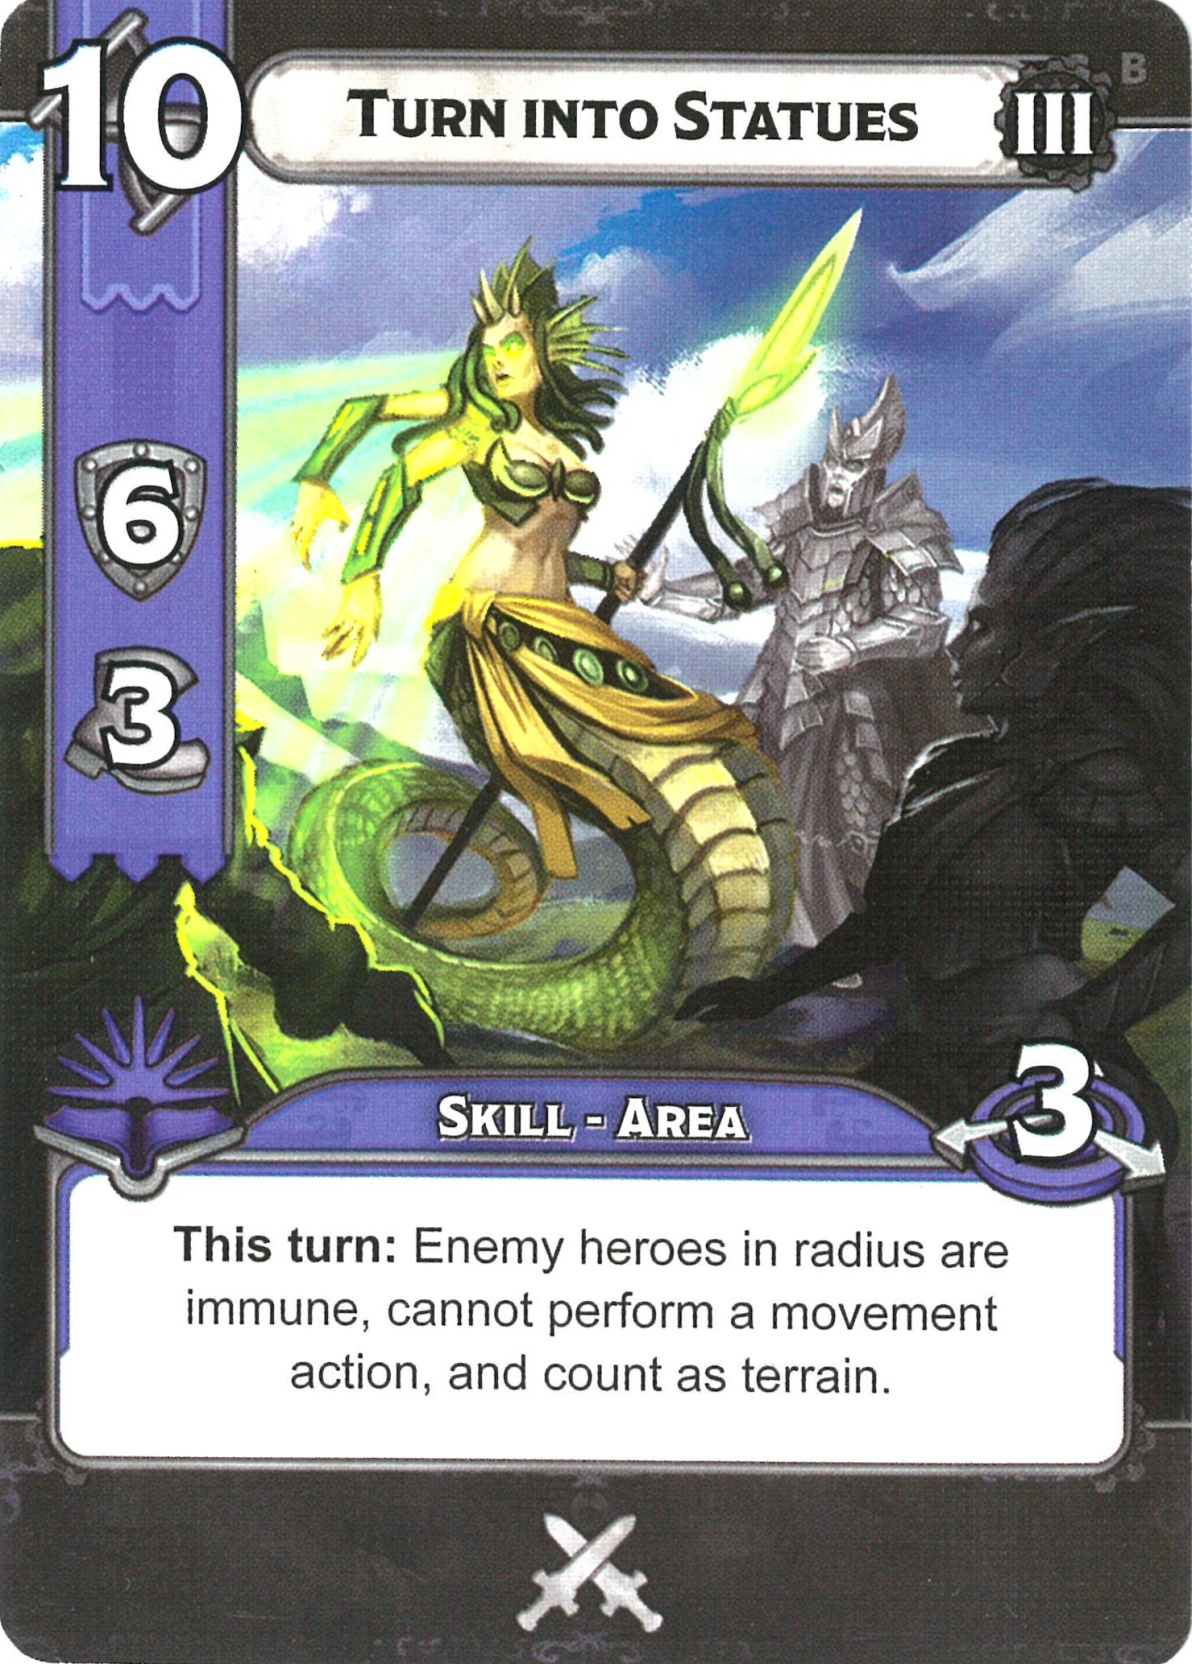 10
TURN INTO STATUES
III
B
6
3
SKILL - AREA
3
This turn: Enemy heroes in radius are
immune, cannot perform a movement
action, and count as terrain.